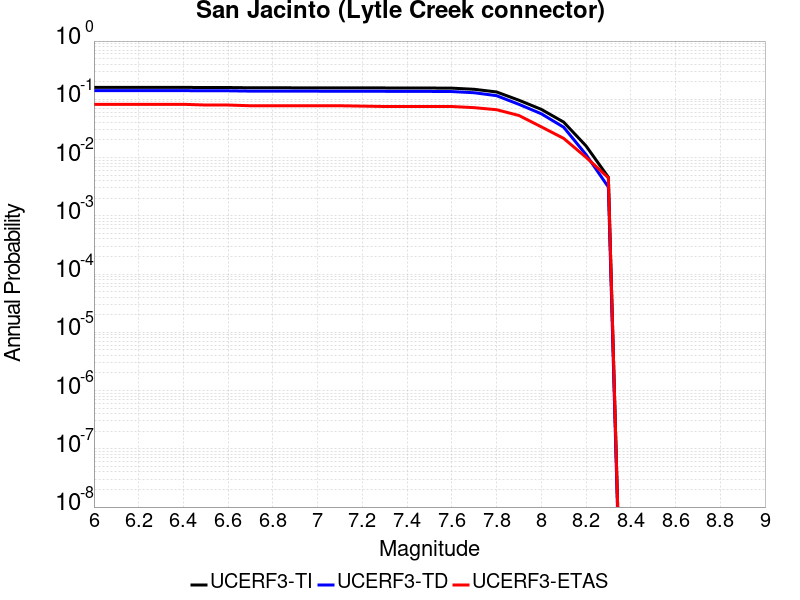 San Jacinto (Lytle Creek connector)
10^0
10^-1
10^-2
10^-3
10^-4
10^-5
10^-6
10^-7
10^-8
Annual Probability
6 6.2 6.4 6.6 6.8 7 7.2 7.4 7.6 7.8 8 8.2 8.4 8.6 8.8 9
Magnitude
UCERF3-TI UCERF3-TD UCERF3-ETAS